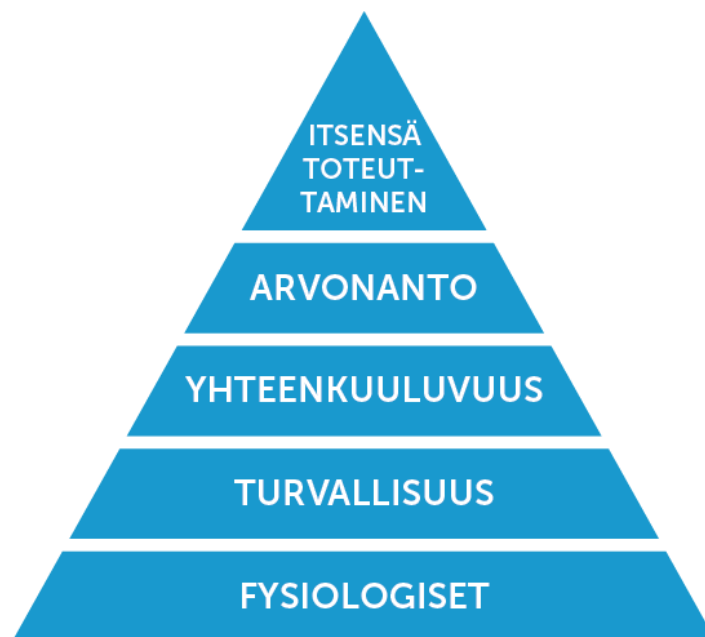 ITSENSÄ
TOTEUT-
TAMINEN
ARVONANTO
YHTEENKUULUVUUS
TURVALLISUUS
FYSIOLOGISET